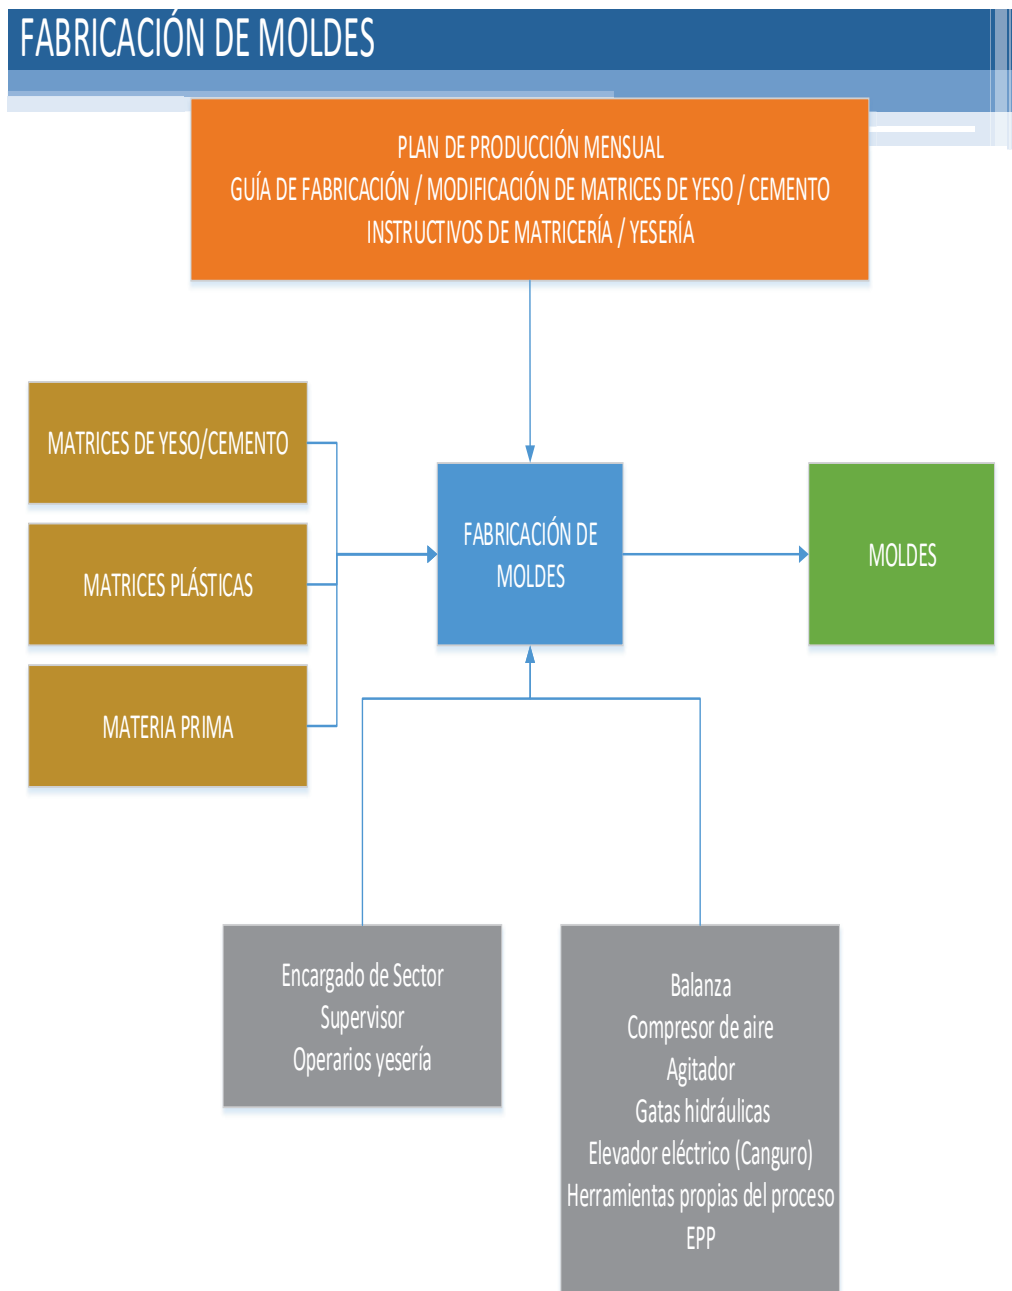 FABRICACIÓN DE MOLDES
PLAN DE PRODUCCIÓN MENSUAL
GUÍA DE FABRICACIÓN / MODIFICACIÓN DE MATRICES DE YESO / CEMENTO
INSTRUCTIVOS DE MATRICERÍA / YESERÍA
MATRICES DE YESO/CEMENTO
MATRICES PLÁSTICAS
MATERIA PRIMA
FABRICACIÓN DE
MOLDES
MOLDES
Encargado de Sector
Supervisor
Operarios yesería
Balanza
Compresor de aire
Agitador
Gatas hidráulicas
Elevador eléctrico (Canguro)
Herramientas propias del proceso
EPP